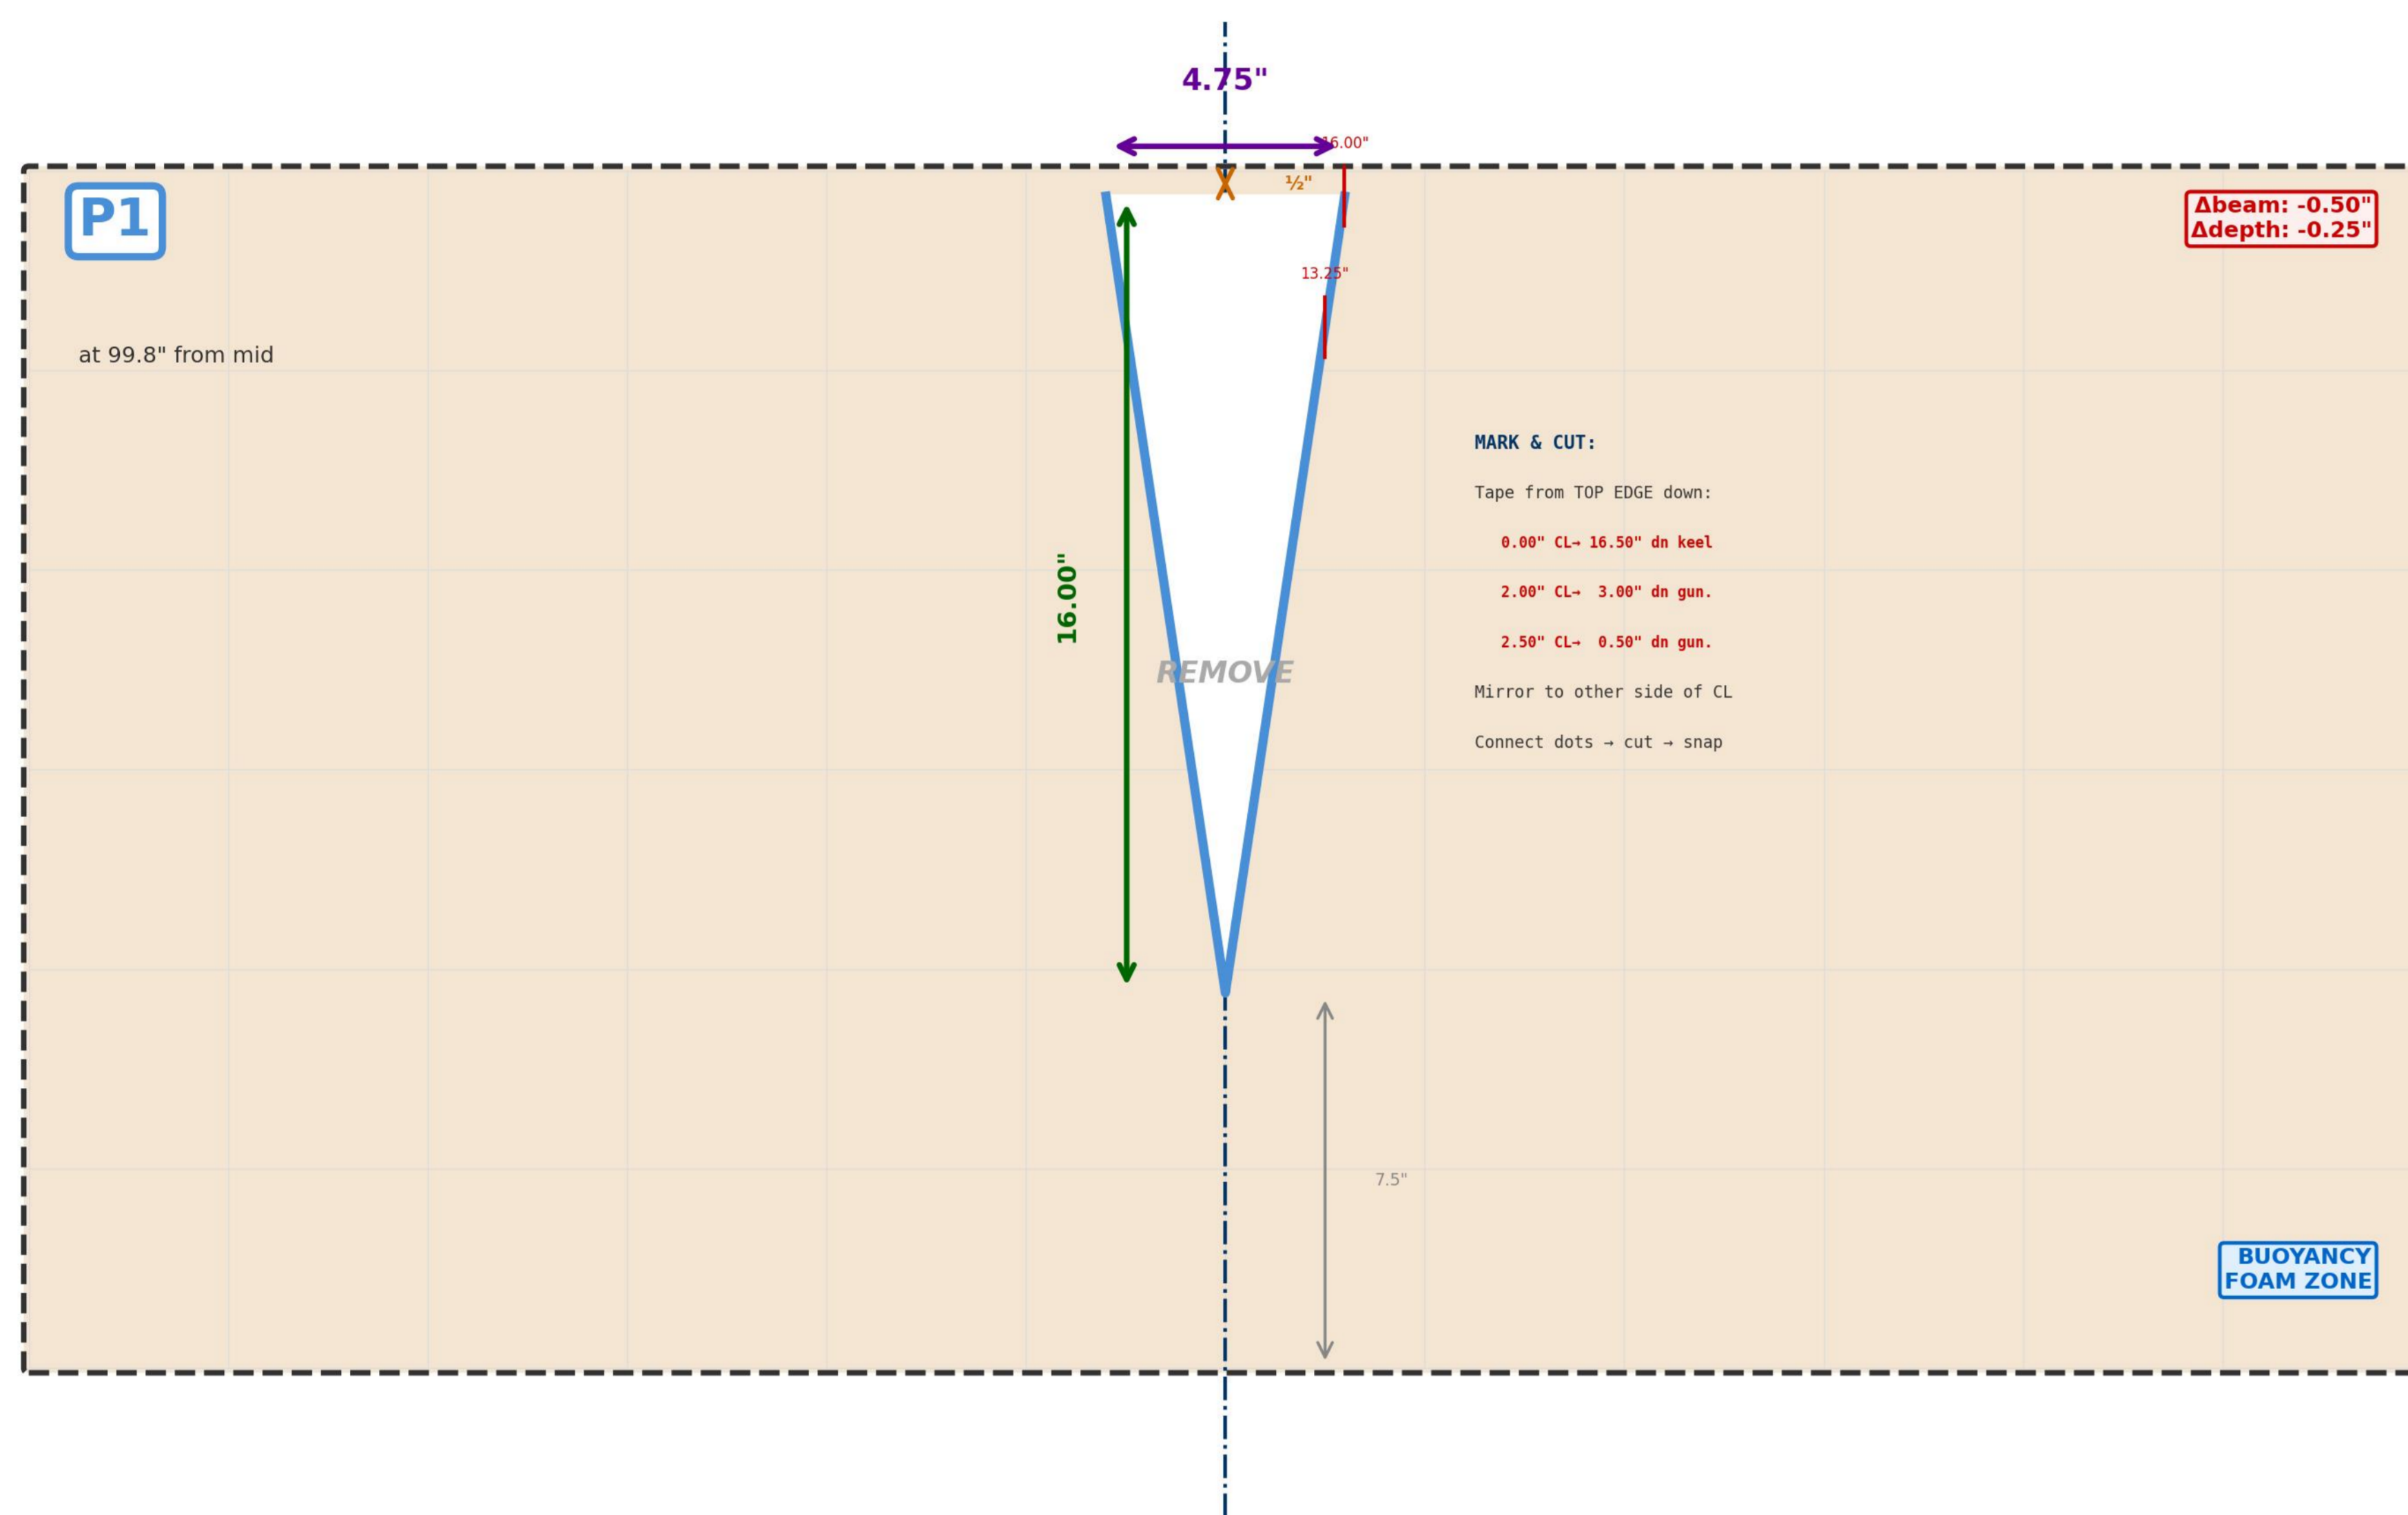 4.75"
16.00"
½"
P1
Δbeam: -0.50"
Δdepth: -0.25"
13.25"
at 99.8" from mid
MARK & CUT:
Tape from TOP EDGE down:
0.00" CL→ 16.50" dn keel
2.00" CL→  3.00" dn gun.
2.50" CL→  0.50" dn gun.
Mirror to other side of CL
Connect dots → cut → snap
16.00"
REMOVE
7.5"
BUOYANCY
FOAM ZONE